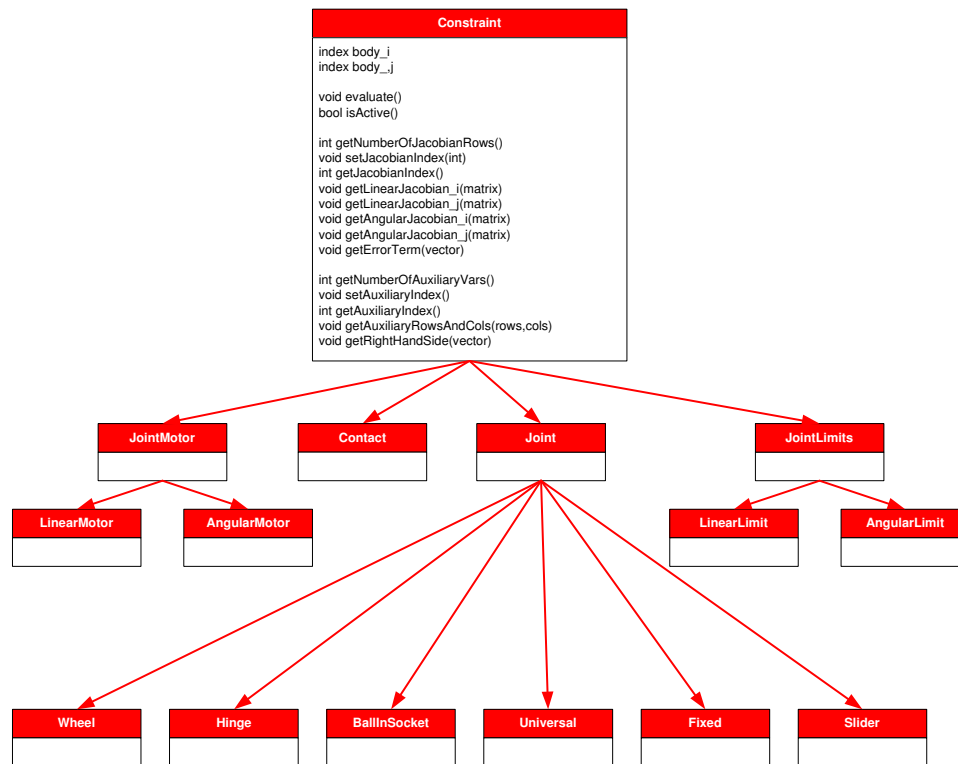 Constraint
index body_i
index body_,j
void evaluate()
bool isActive()
int getNumberOfJacobianRows()
void setJacobianIndex(int)
int getJacobianIndex()
void getLinearJacobian_i(matrix)
void getLinearJacobian_j(matrix)
void getAngularJacobian_i(matrix)
void getAngularJacobian_j(matrix)
void getErrorTerm(vector)
int getNumberOfAuxiliaryVars()
void setAuxiliaryIndex()
int getAuxiliaryIndex()
void getAuxiliaryRowsAndCols(rows,cols)
void getRightHandSide(vector)
JointMotor
Contact
Joint
JointLimits
LinearMotor
AngularMotor
LinearLimit
AngularLimit
Wheel
Hinge
BallInSocket
Universal
Fixed
Slider